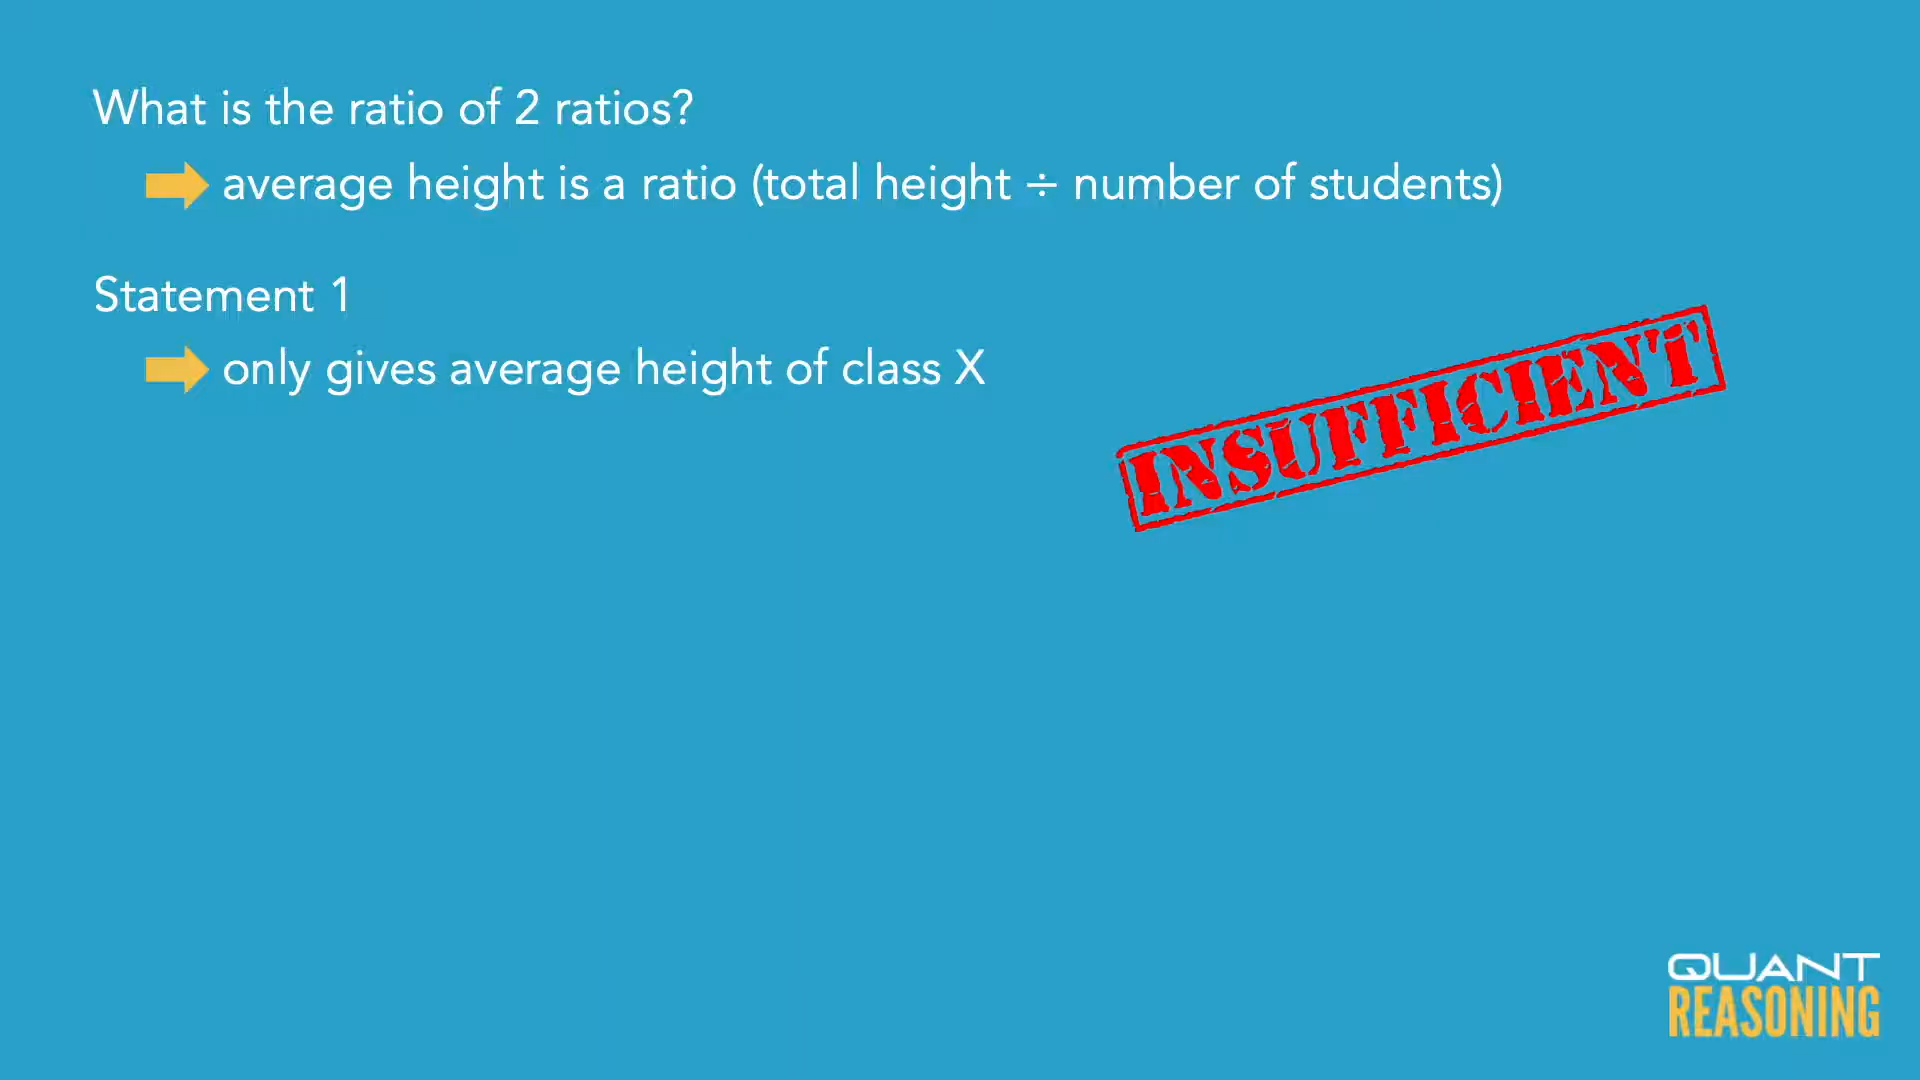 What is the ratio of 2 ratios?
average height is a ratio (total height ÷ number of students)
Statement 1
only gives average height of class X
INSUFFICIENT
QUANT
REASONING